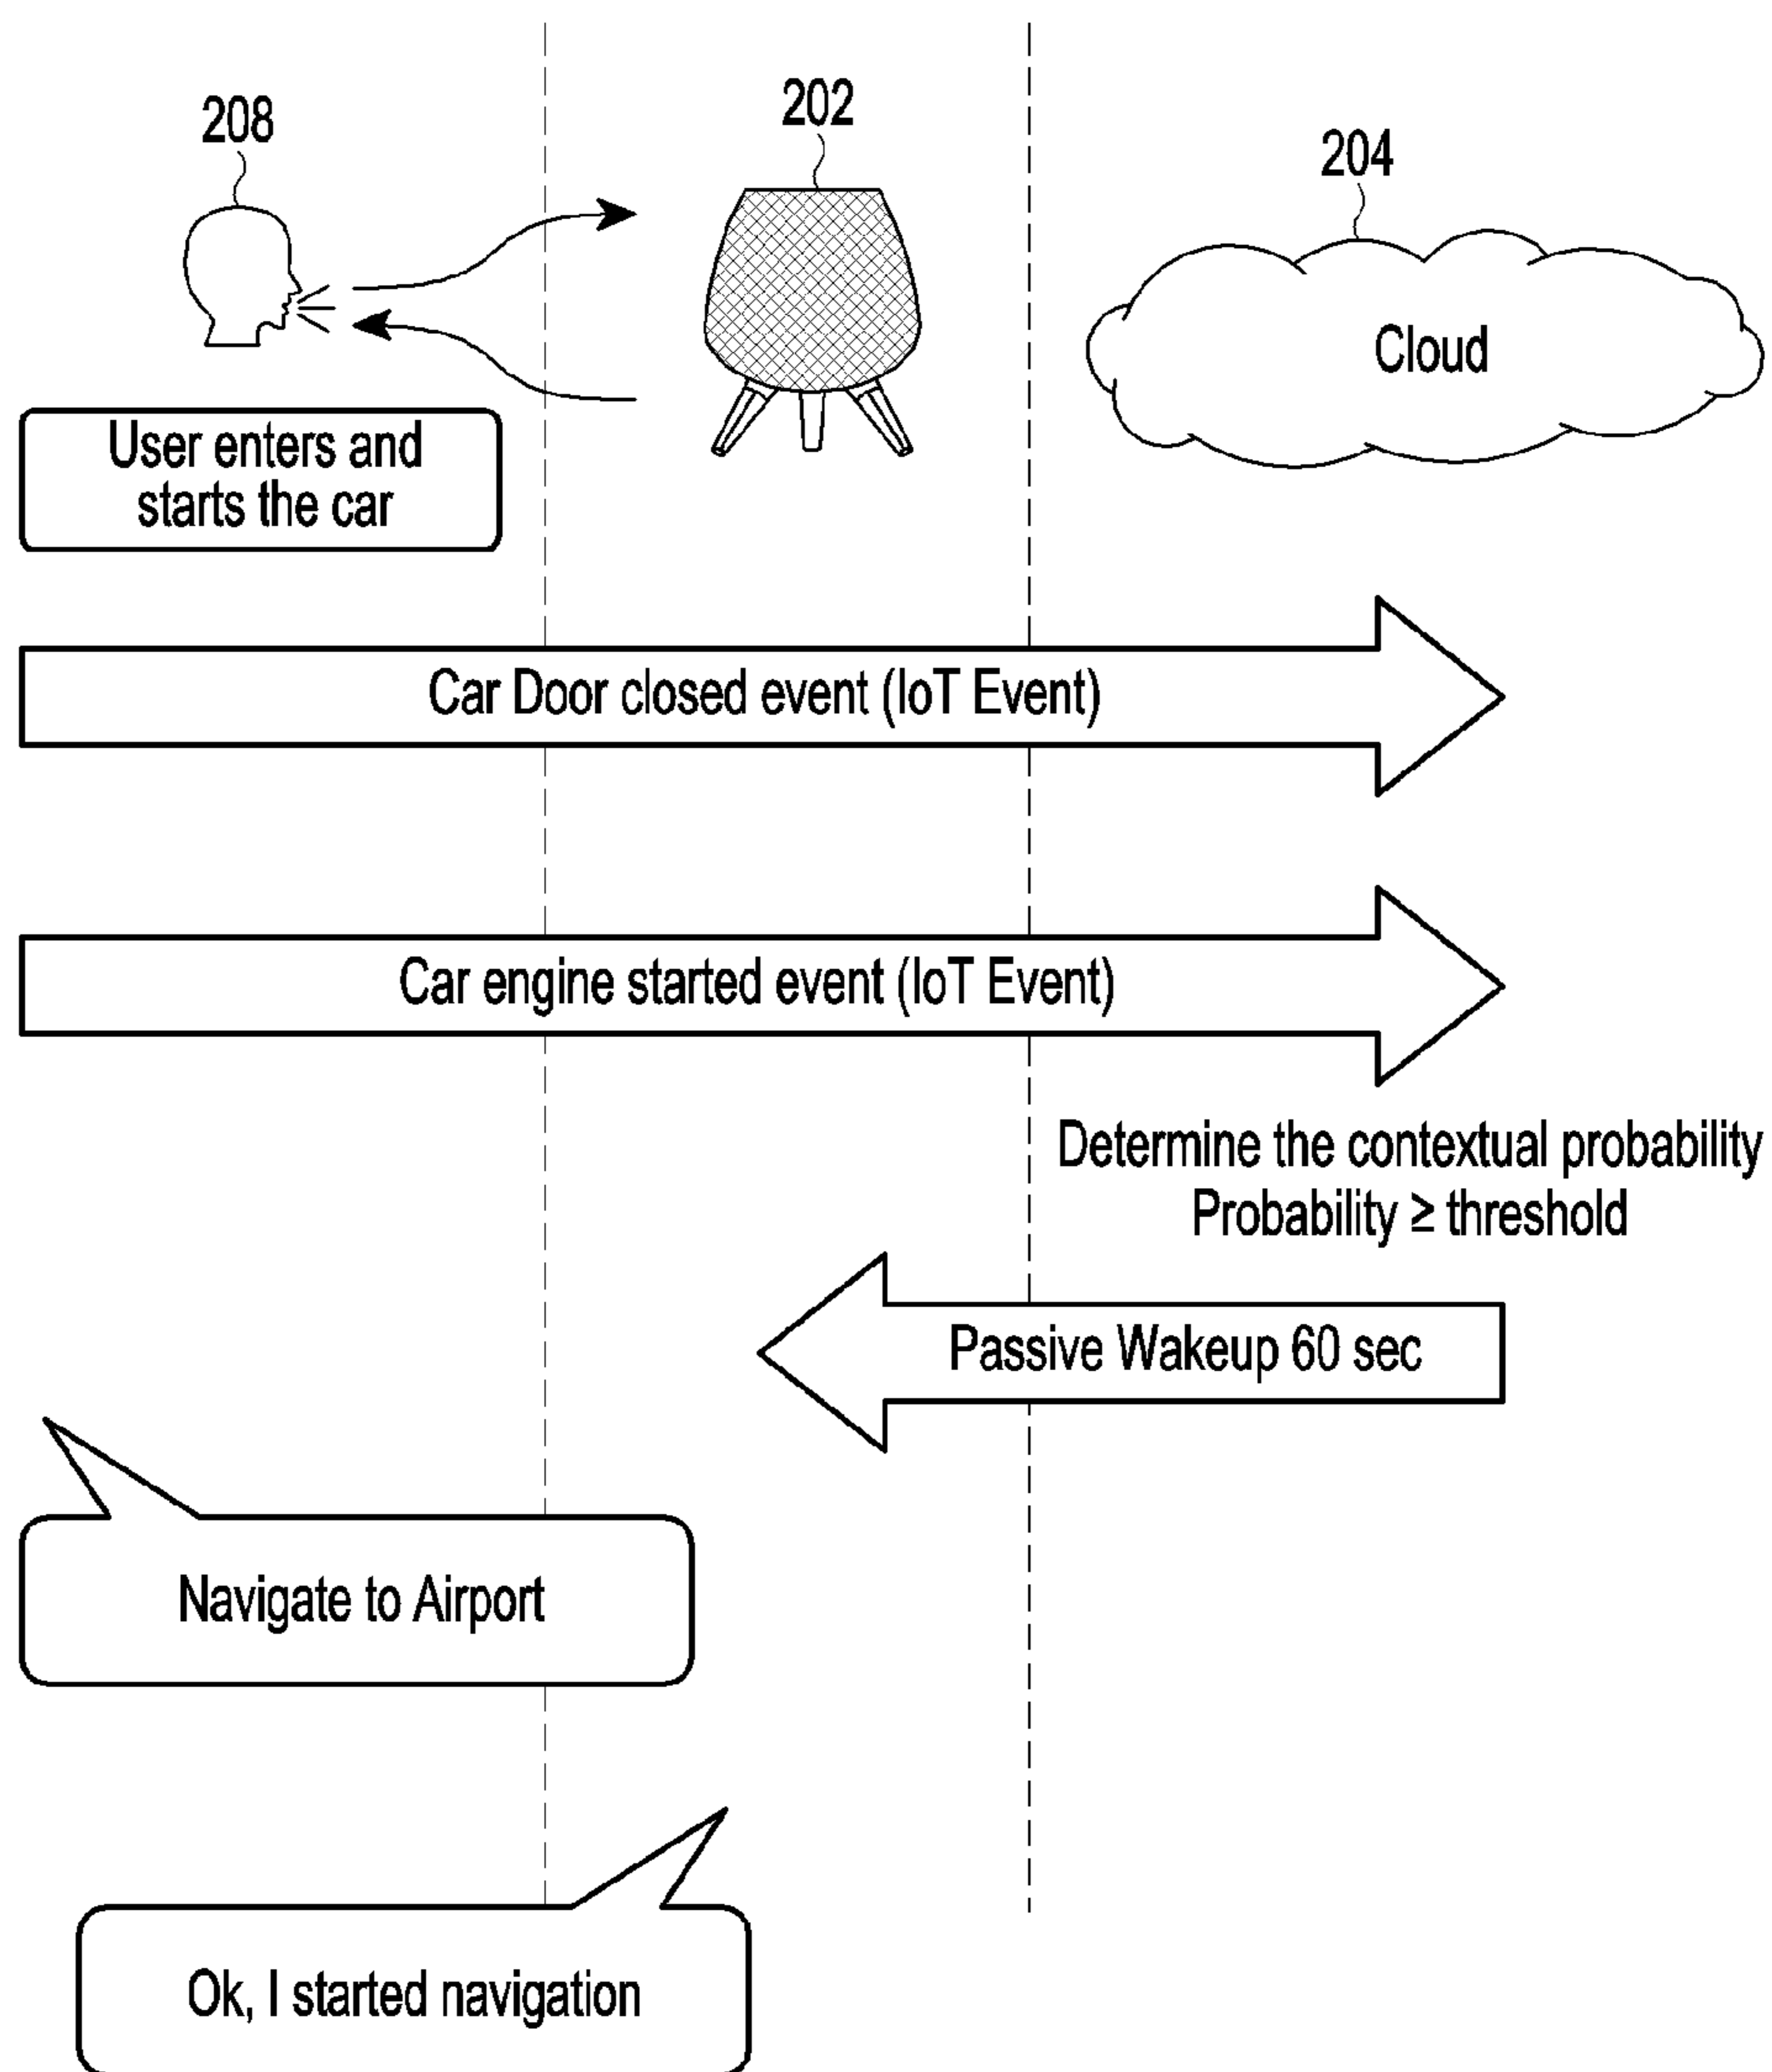 208
202
204
Cloud
User enters and
starts the car
Car Door closed event (IoT Event)
Car engine started event (IoT Event)
Determine the contextual probability
Probability ≥ threshold
Passive Wakeup 60 sec
Navigate to Airport
Ok, I started navigation